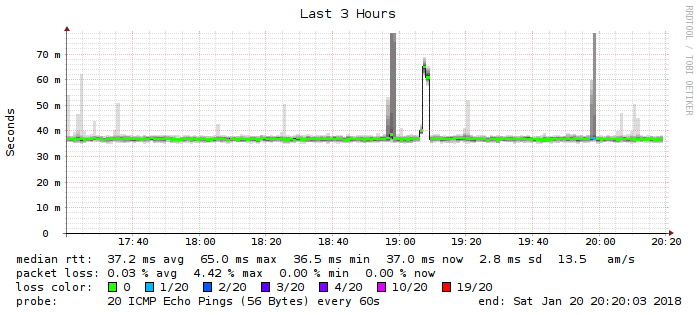 Last 3 Hours
RRDTOOL / TOBI OETIKER
Seconds
70 m
60 m
50 m
40 m
30 m
20 m
10 m
0
17:40 18:00 18:20 18:40 19:00 19:20 19:40 20:00 20:20
median rtt: 37.2 ms avg 65.0 ms max 36.5 ms min 37.0 ms now 2.8 ms sd 13.5 am/s
packet loss: 0.03 % avg 4.42 % max 0.00 % min 0.00 % now
loss color: 0 1/20 2/20 3/20 4/20 10/20 19/20
probe: 20 ICMP Echo Pings (56 Bytes) every 60s end: Sat Jan 20 20:20:03 2018